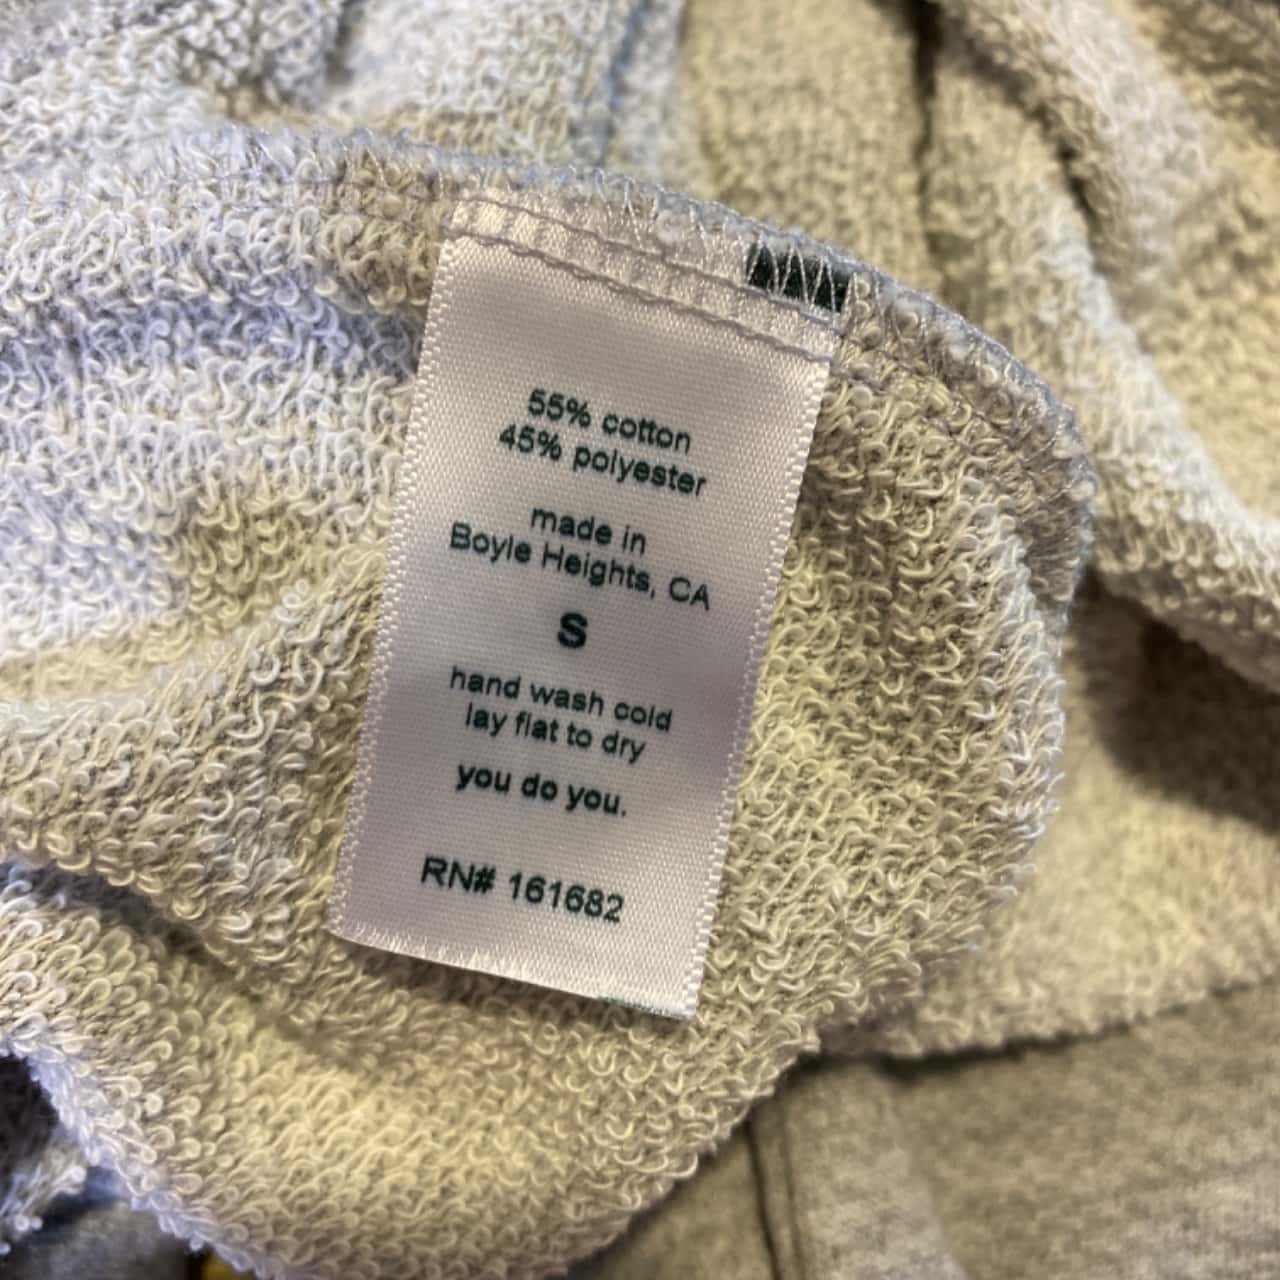 55% cotton
45% polyester
made in
Boyle Heights, CA
S
hand wash cold
lay flat to dry
you do you.
RN# 161682